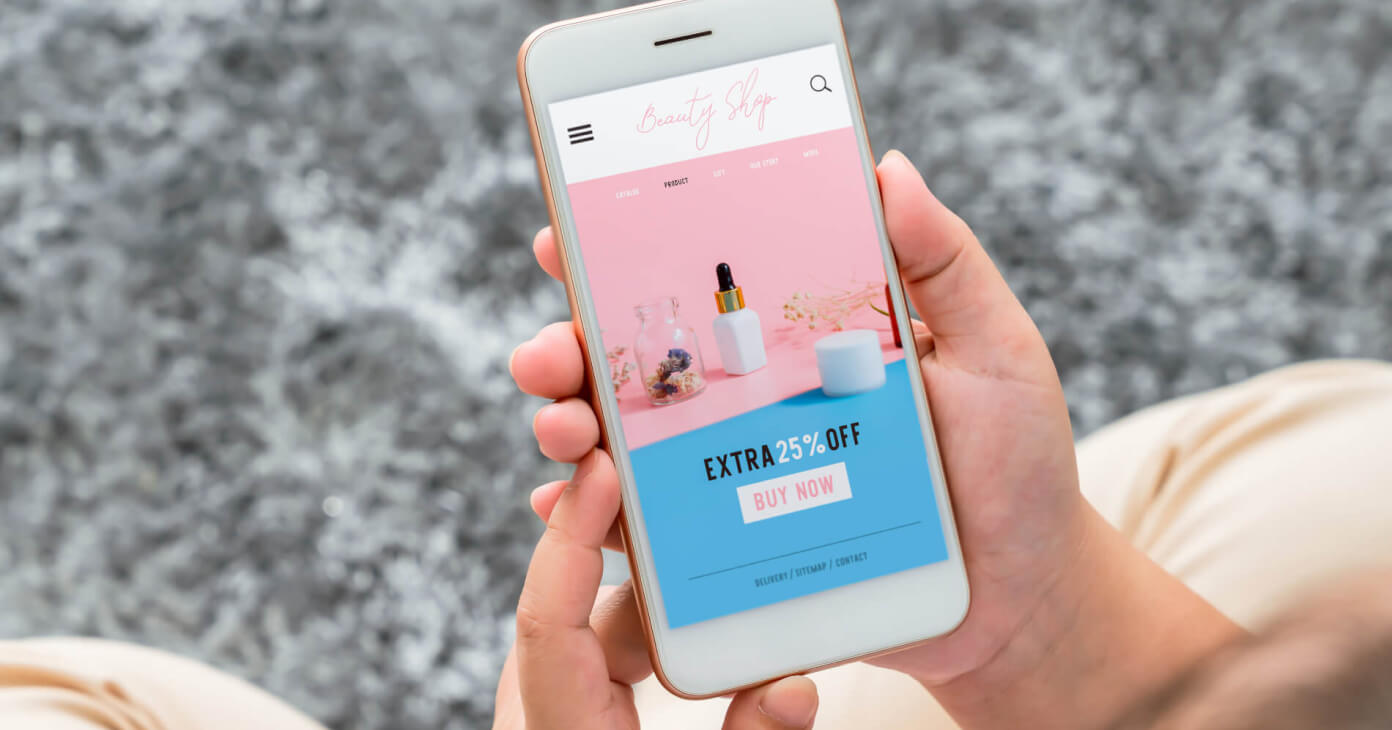 Beauty Shop
CATALOG PRODUCT GIFT OUR STORY MORE
EXTRA 25% OFF
BUY NOW
DELIVERY / SITEMAP / CONTACT